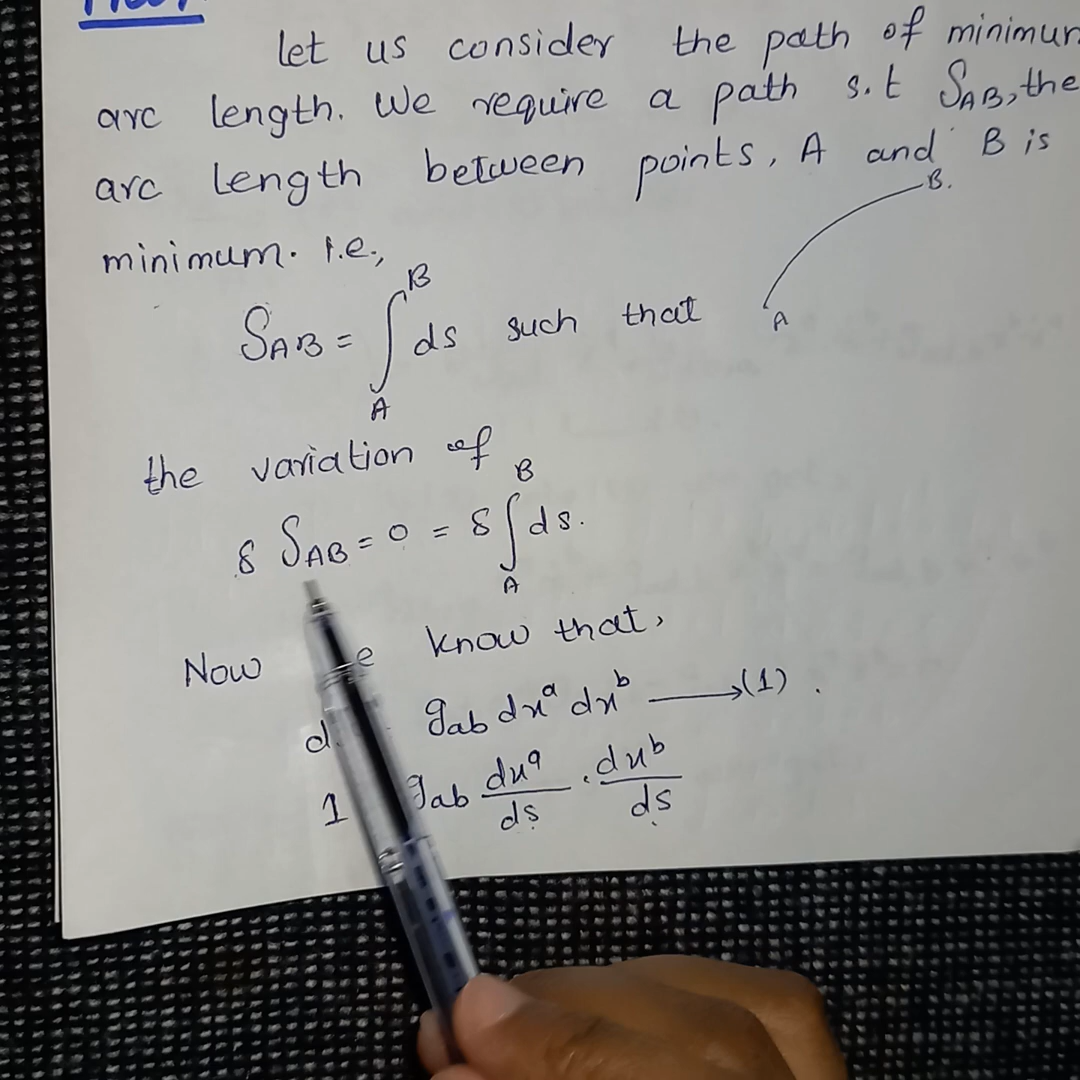 let us consider the path of minimum
arc length. We require a path s.t S_AB, the
arc length between points, A and B is
minimum. i.e.,
S_AB = ∫_A^B ds such that
A B.
the variation of
δ S_AB = 0 = δ ∫_A^B ds.
Now know that,
g_ab dx^a dx^b ⟶ (1).
1 g_ab dx^a/ds . dx^b/ds